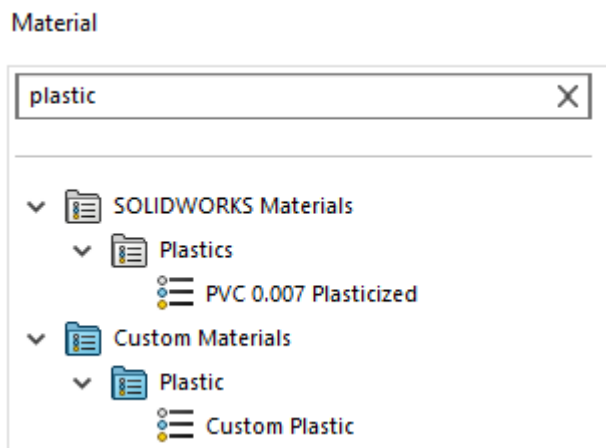 Material
plastic
SOLIDWORKS Materials
Plastics
PVC 0.007 Plasticized
Custom Materials
Plastic
Custom Plastic